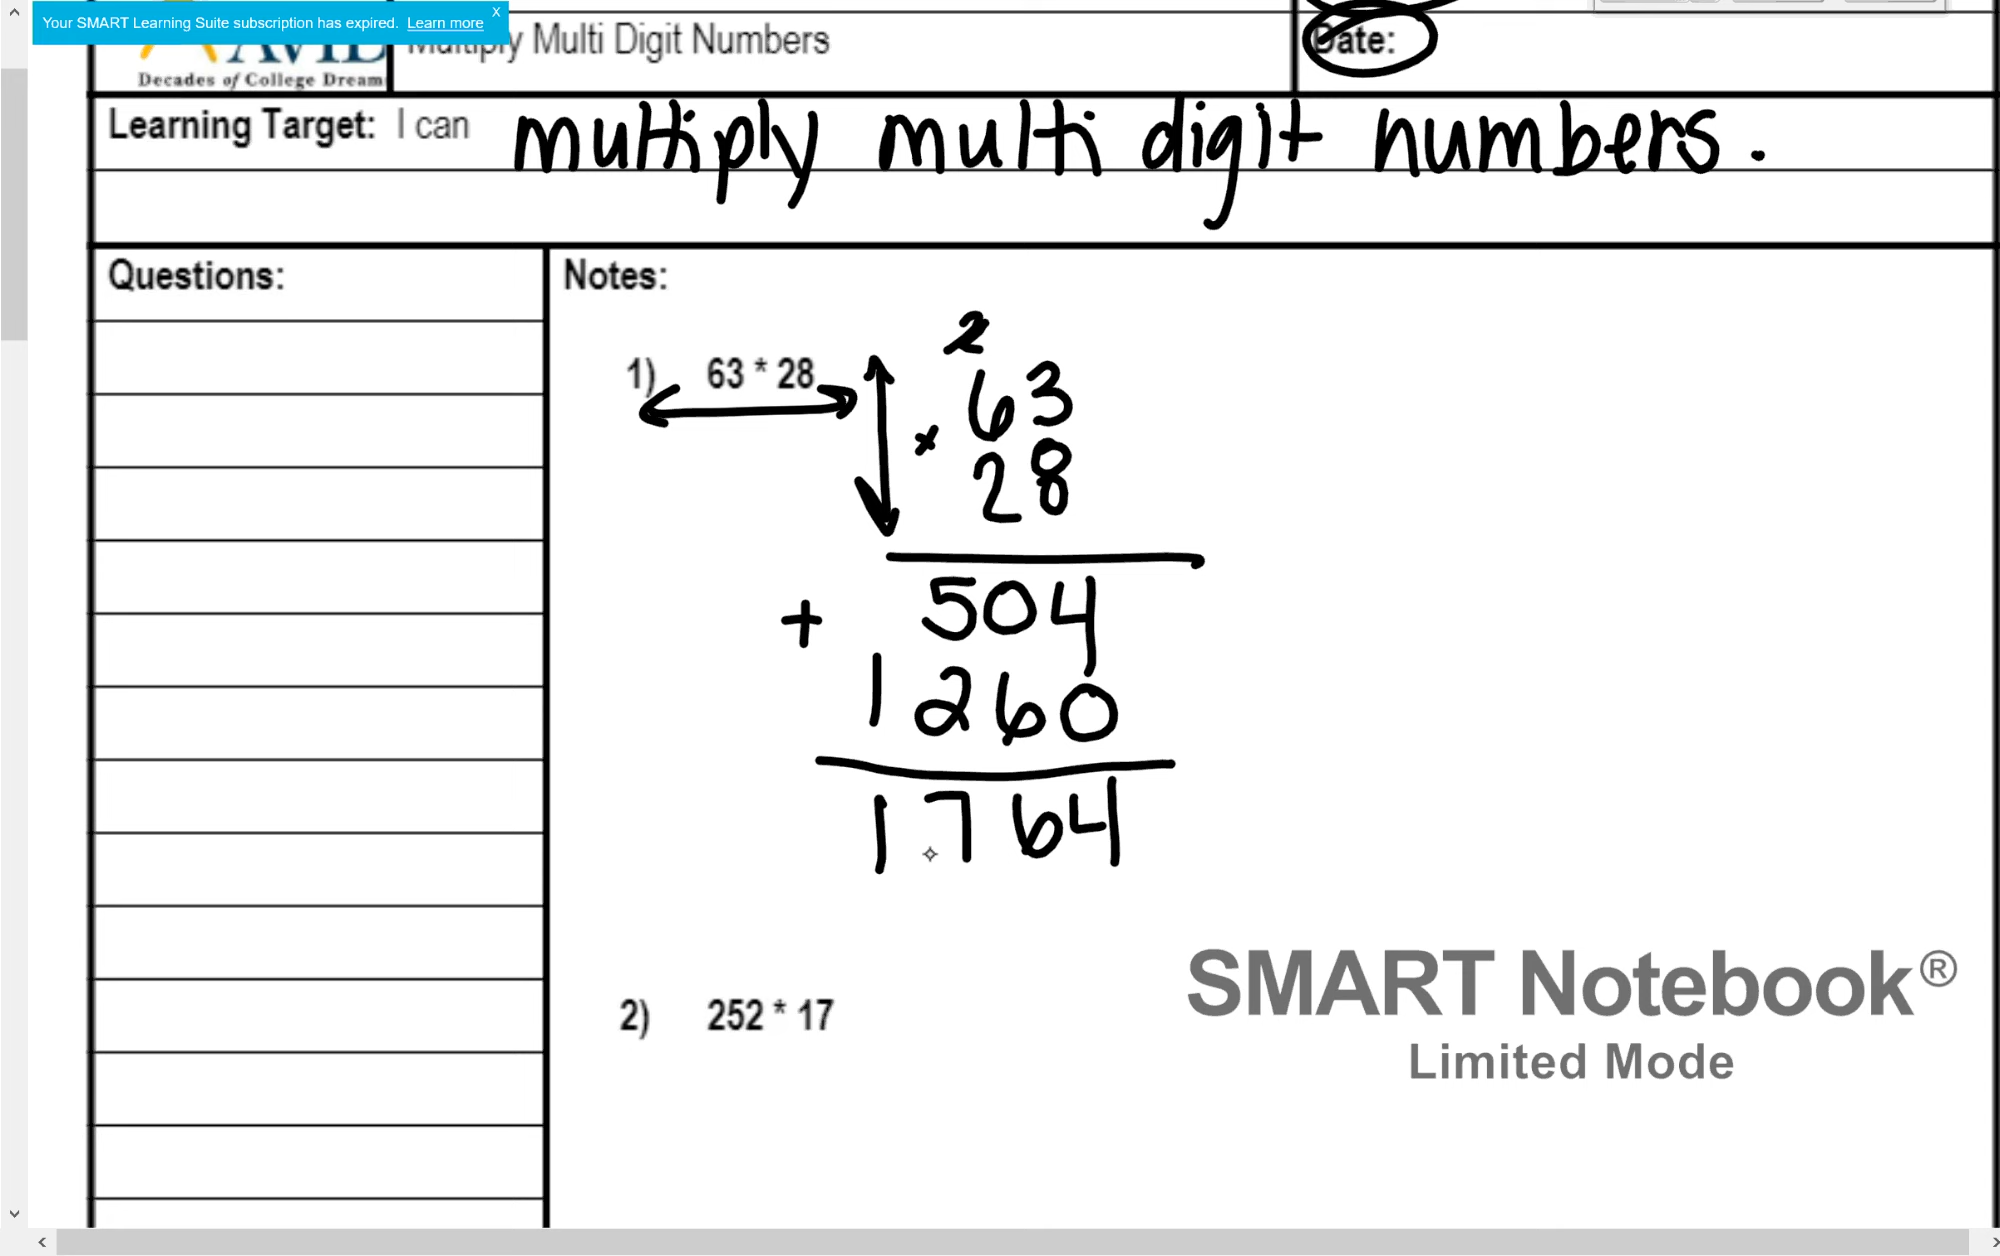 Your SMART Learning Suite subscription has expired. Learn more X
AVID
Decades of College Dream
Multiply Multi Digit Numbers
Date:
Learning Target: I can multiply multi digit numbers.
Questions:
Notes:
1) 63 * 28
2
63
× 28
+ 504
1260
1764
2) 252 * 17
SMART Notebook®
Limited Mode